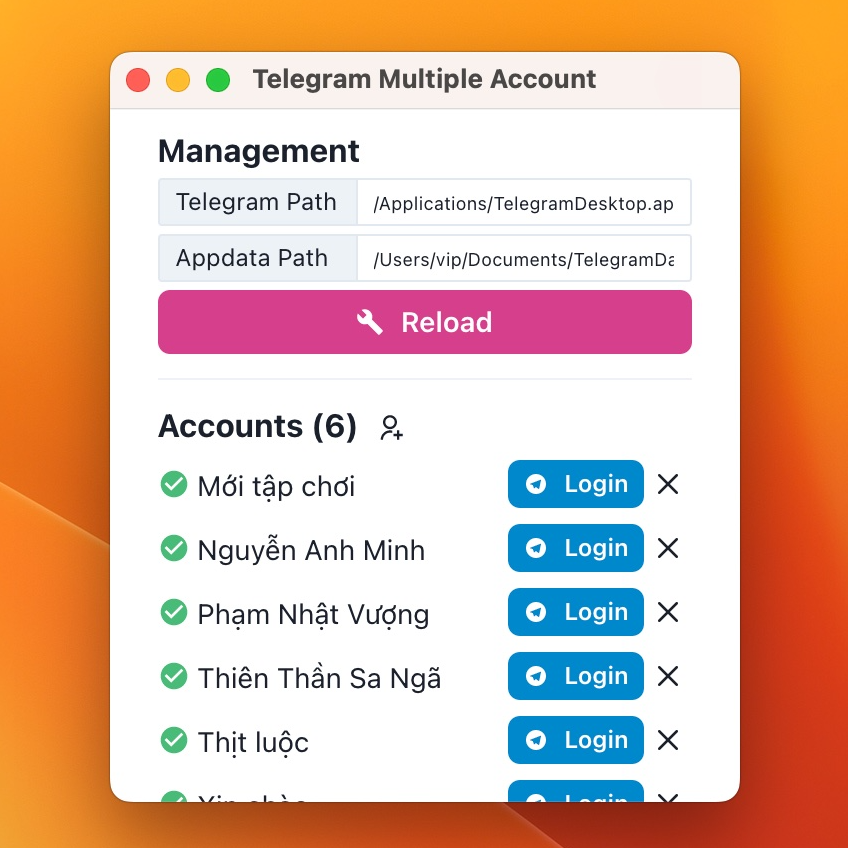 Telegram Multiple Account
Management
Telegram Path /Applications/TelegramDesktop.ap
Appdata Path /Users/vip/Documents/TelegramDa
Reload
Accounts (6)
Mới tập chơi Login
Nguyễn Anh Minh Login
Phạm Nhật Vượng Login
Thiên Thần Sa Ngã Login
Thịt luộc Login
Login